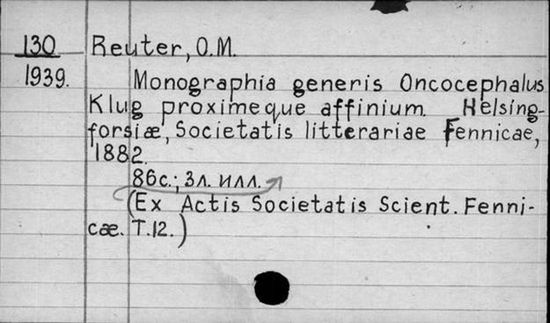 130 Reuter, O.M.
1939. Monographia generis Oncocephalus
Klug proximeque affinium. Helsing-
forsiæ, Societatis litterariae Fennicae,
1882.
86с.; 3л. илл.
(Ex Actis Societatis Scient. Fenni-
cæ. T.12.)